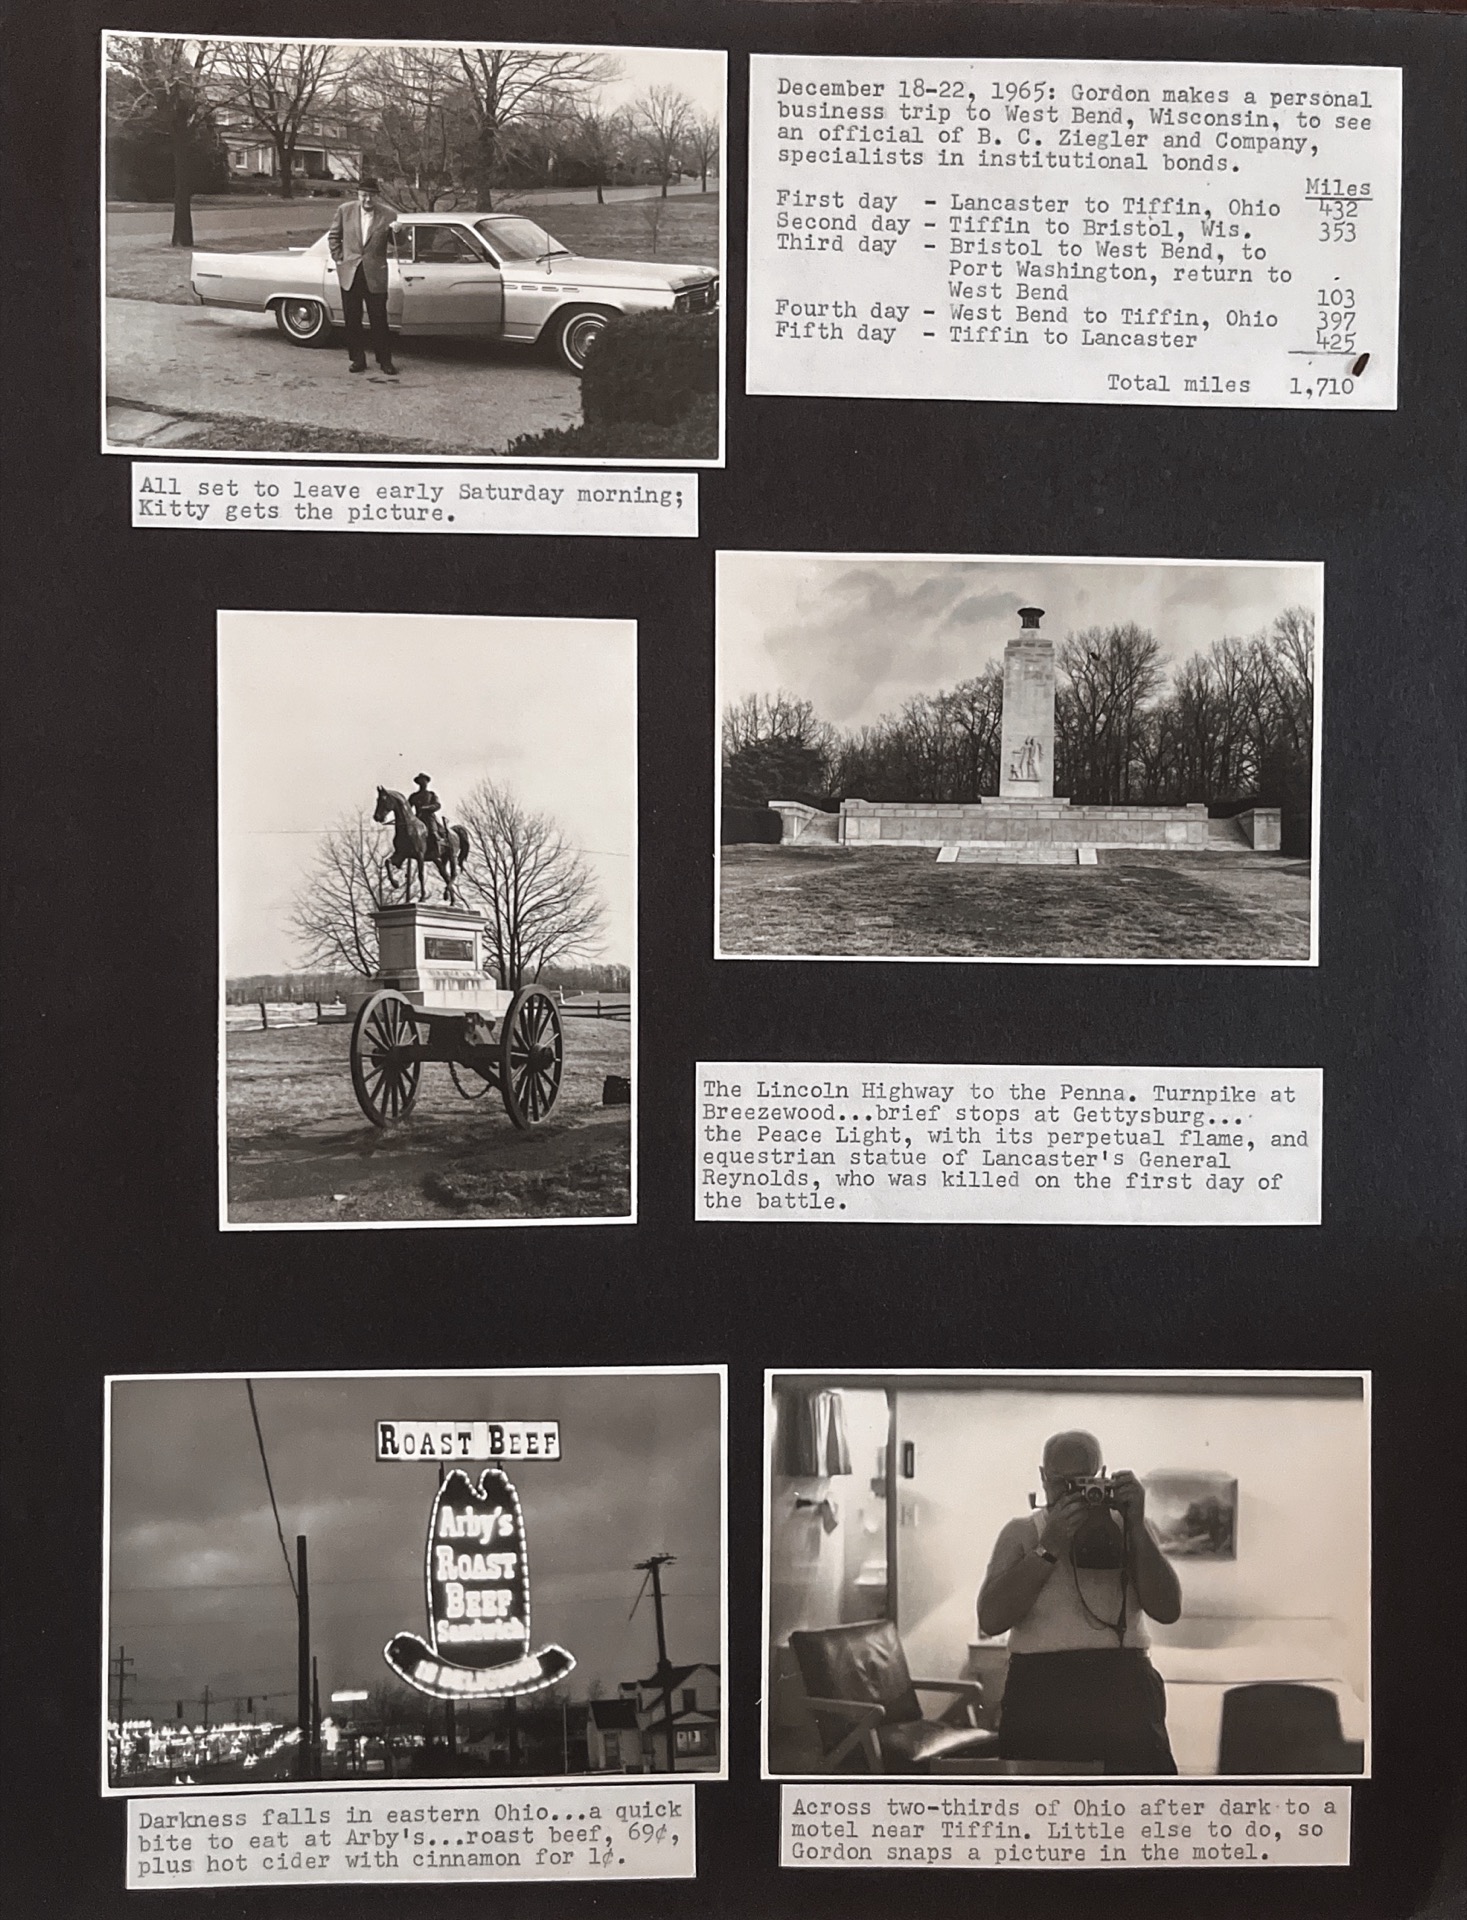 December 18-22, 1965: Gordon makes a personal
business trip to West Bend, Wisconsin, to see
an official of B. C. Ziegler and Company,
specialists in institutional bonds.
Miles
First day - Lancaster to Tiffin, Ohio 432
Second day - Tiffin to Bristol, Wis. 353
Third day - Bristol to West Bend, to
Port Washington, return to
West Bend 103
Fourth day - West Bend to Tiffin, Ohio 397
Fifth day - Tiffin to Lancaster 425
Total miles 1,710
All set to leave early Saturday morning;
Kitty gets the picture.
The Lincoln Highway to the Penna. Turnpike at
Breezewood...brief stops at Gettysburg...
the Peace Light, with its perpetual flame, and
equestrian statue of Lancaster's General
Reynolds, who was killed on the first day of
the battle.
ROAST BEEF
Arby's
ROAST
BEEF
Sandwich
IS DELICIOUS
Darkness falls in eastern Ohio...a quick
bite to eat at Arby's...roast beef, 69¢,
plus hot cider with cinnamon for 1¢.
Across two-thirds of Ohio after dark to a
motel near Tiffin. Little else to do, so
Gordon snaps a picture in the motel.